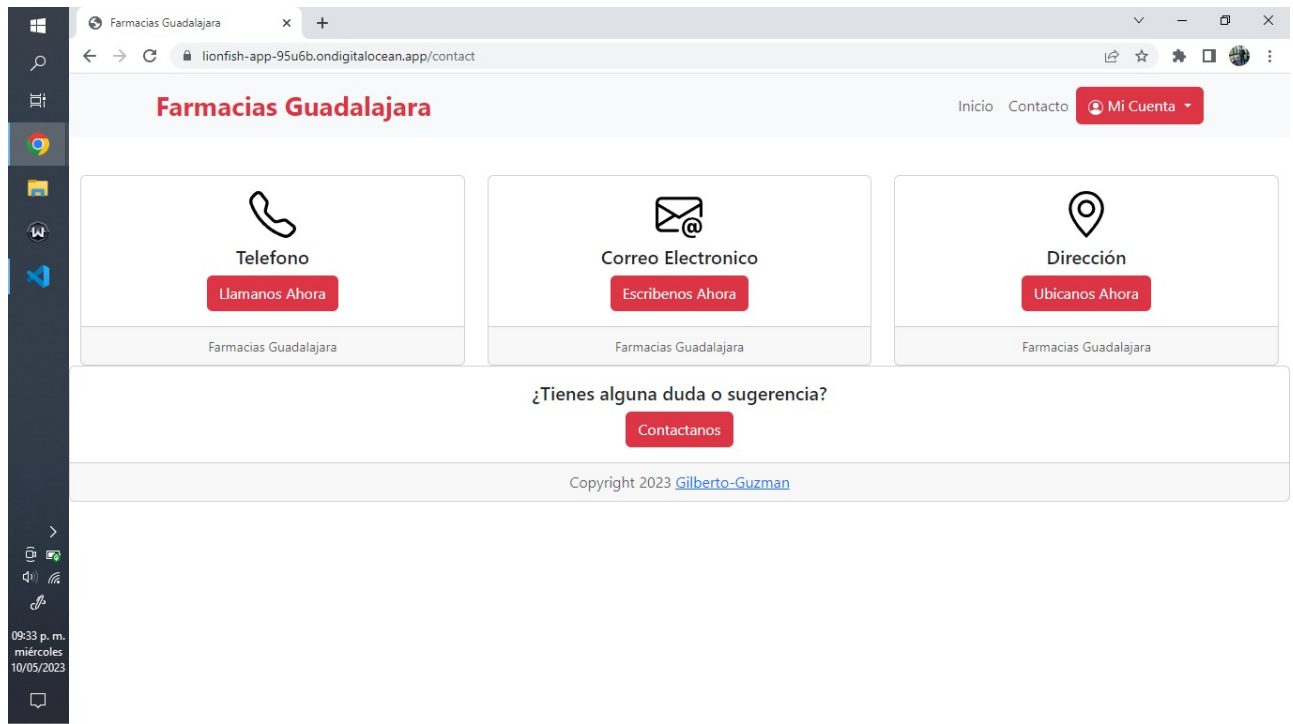 Farmacias Guadalajara
lionfish-app-95u6b.ondigitalocean.app/contact
Farmacias Guadalajara
Inicio Contacto Mi Cuenta
Telefono
Llamanos Ahora
Farmacias Guadalajara
Correo Electronico
Escribenos Ahora
Farmacias Guadalajara
Dirección
Ubicanos Ahora
Farmacias Guadalajara
¿Tienes alguna duda o sugerencia?
Contactanos
Copyright 2023 Gilberto-Guzman
09:33 p. m.
miércoles
10/05/2023